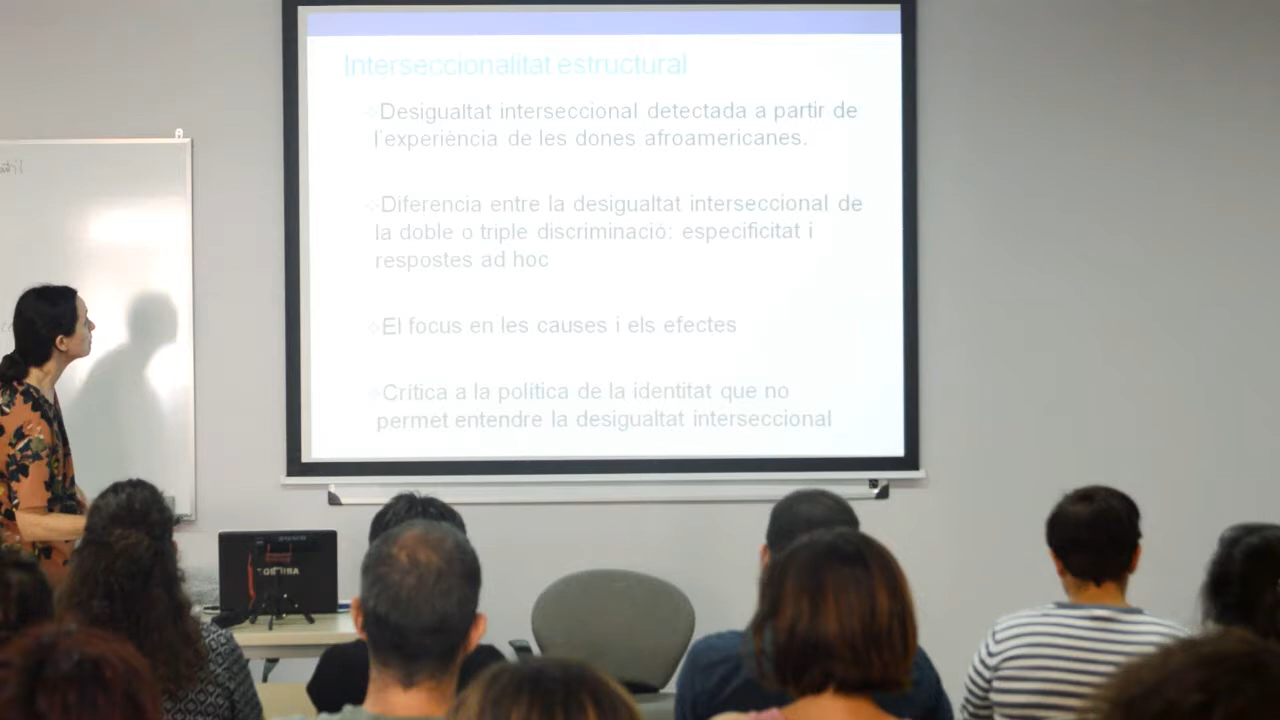 Interseccionalitat estructural
Desigualtat interseccional detectada a partir de
l'experiència de les dones afroamericanes.
Diferencia entre la desigualtat interseccional de
la doble o triple discriminació: especificitat i
respostes ad hoc
El focus en les causes i els efectes
Crítica a la política de la identitat que no
permet entendre la desigualtat interseccional
TOSHIBA